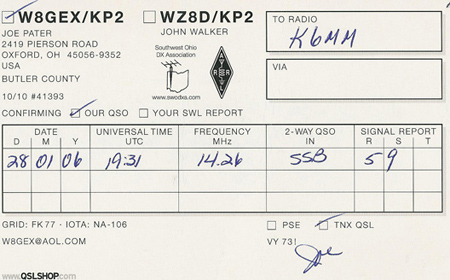 W8GEX/KP2 WZ8D/KP2 TO RADIO
JOE PATER JOHN WALKER K6MM
2419 PIERSON ROAD
OXFORD, OH 45056-9352
USA
BUTLER COUNTY
10/10 #41393
Southwest Ohio
DX Association
www.swodxa.com
ARRL
VIA
CONFIRMING OUR QSO YOUR SWL REPORT
DATE UNIVERSAL TIME FREQUENCY 2-WAY QSO SIGNAL REPORT
D M Y UTC MHz IN R S T
28 01 06 19:31 14.26 SSB 5 9
GRID: FK77 · IOTA: NA-106 PSE TNX QSL
W8GEX@AOL.COM VY 73!
Joe
www.QSLSHOP.com